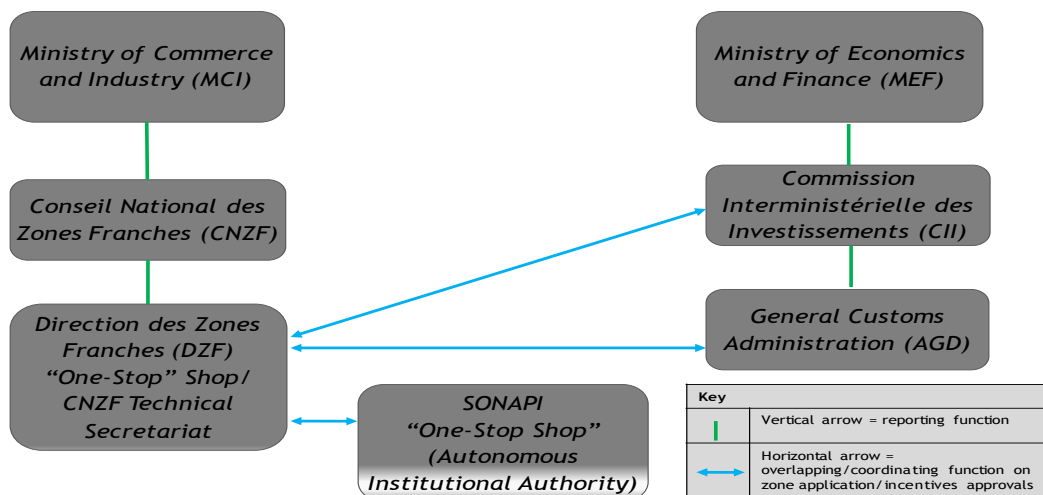 Ministry of Commerce
and Industry (MCI)
Ministry of Economics
and Finance (MEF)
Conseil National des
Zones Franches (CNZF)
Commission
Interministérielle des
Investissements (CII)
Direction des Zones
Franches (DZF)
“One-Stop” Shop/
CNZF Technical
Secretariat
General Customs
Administration (AGD)
SONAPI
“One-Stop Shop”
(Autonomous
Institutional Authority)
Key
Vertical arrow = reporting function
Horizontal arrow =
overlapping/coordinating function on
zone application/incentives approvals